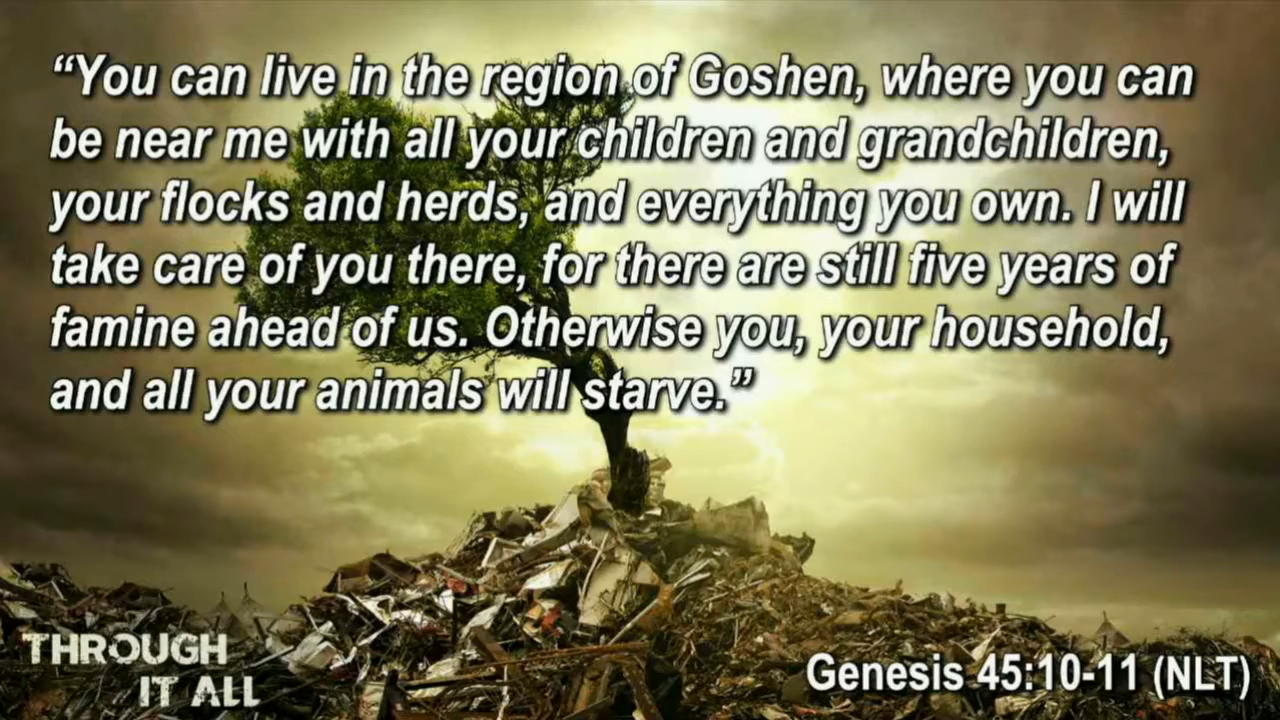 “You can live in the region of Goshen, where you can
be near me with all your children and grandchildren,
your flocks and herds, and everything you own. I will
take care of you there, for there are still five years of
famine ahead of us. Otherwise you, your household,
and all your animals will starve.”
THROUGH
IT ALL
Genesis 45:10-11 (NLT)